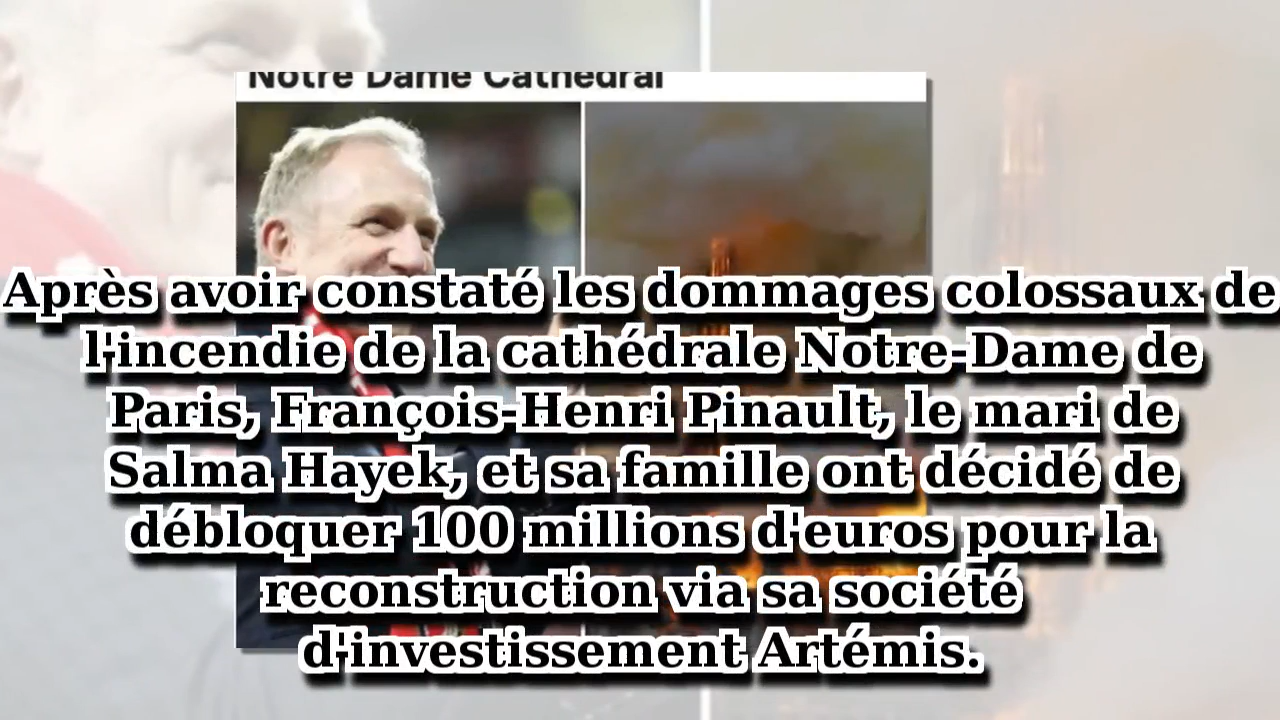 Notre Dame Cathedral
Après avoir constaté les dommages colossaux de
l'incendie de la cathédrale Notre-Dame de
Paris, François-Henri Pinault, le mari de
Salma Hayek, et sa famille ont décidé de
débloquer 100 millions d'euros pour la
reconstruction via sa société
d'investissement Artémis.